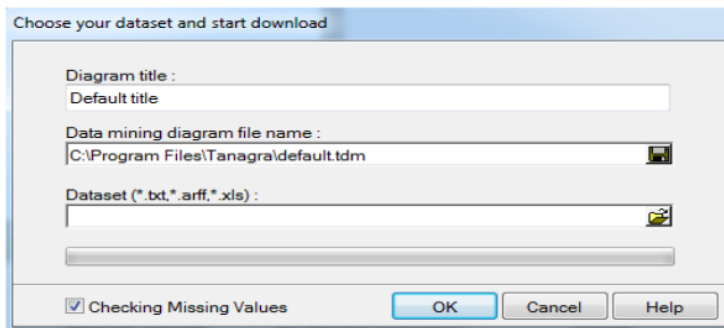 Choose your dataset and start download
Diagram title :
Default title
Data mining diagram file name :
C:\Program Files\Tanagra\default.tdm
Dataset (*.txt,*.arff,*.xls) :
Checking Missing Values
OK
Cancel
Help